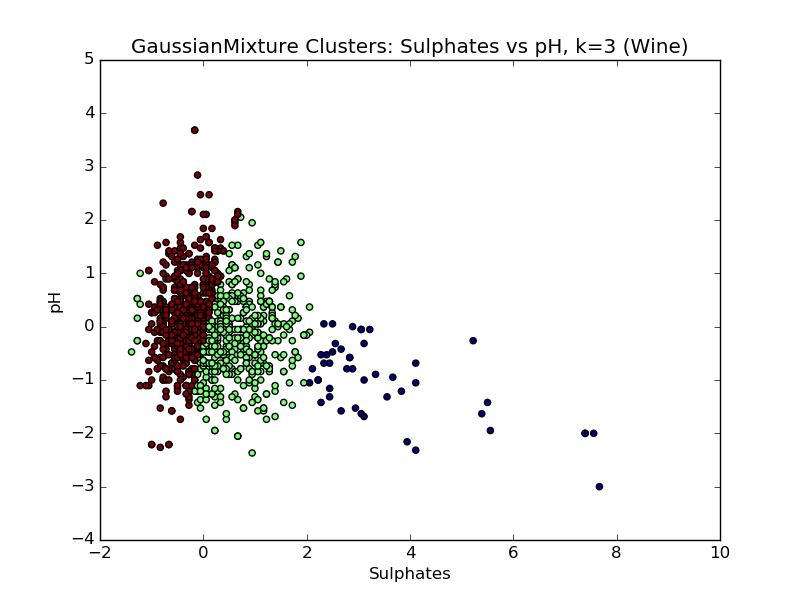 GaussianMixture Clusters: Sulphates vs pH, k=3 (Wine)
5
4
3
2
1
0
−1
−2
−3
−4
pH
−2 0 2 4 6 8 10
Sulphates